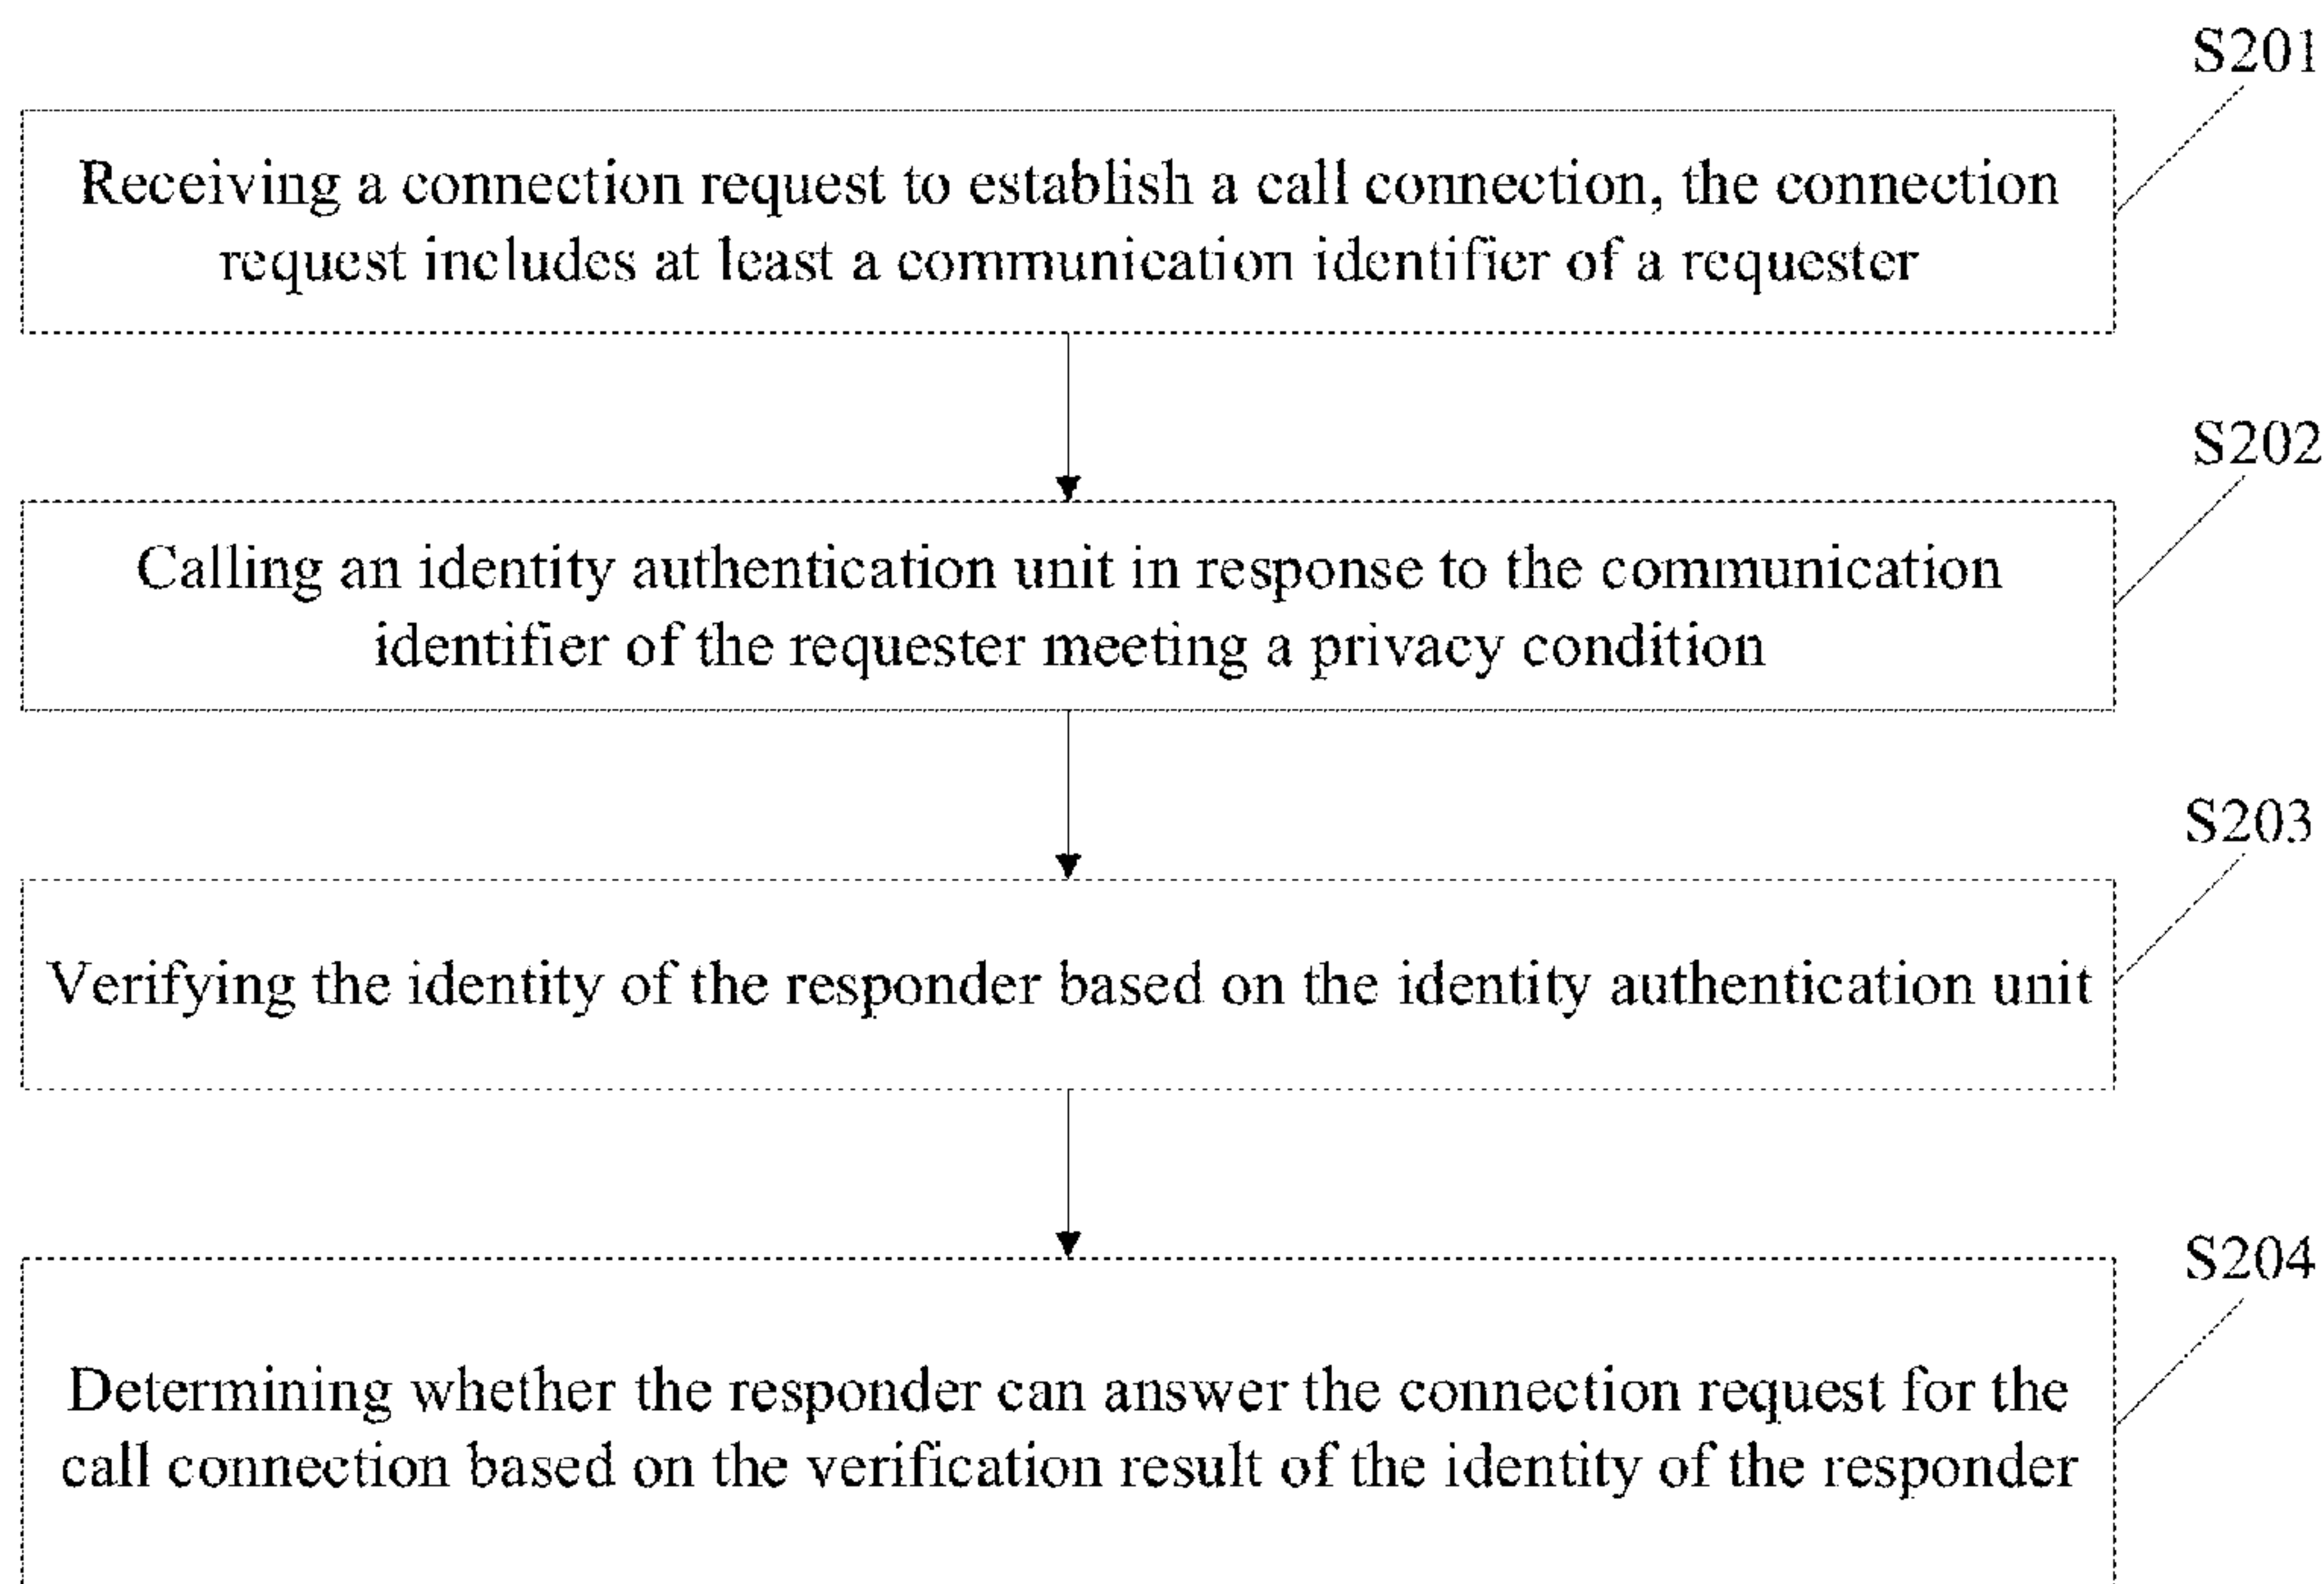 S201
Receiving a connection request to establish a call connection, the connection
request includes at least a communication identifier of a requester
S202
Calling an identity authentication unit in response to the communication
identifier of the requester meeting a privacy condition
S203
Verifying the identity of the responder based on the identity authentication unit
S204
Determining whether the responder can answer the connection request for the
call connection based on the verification result of the identity of the responder